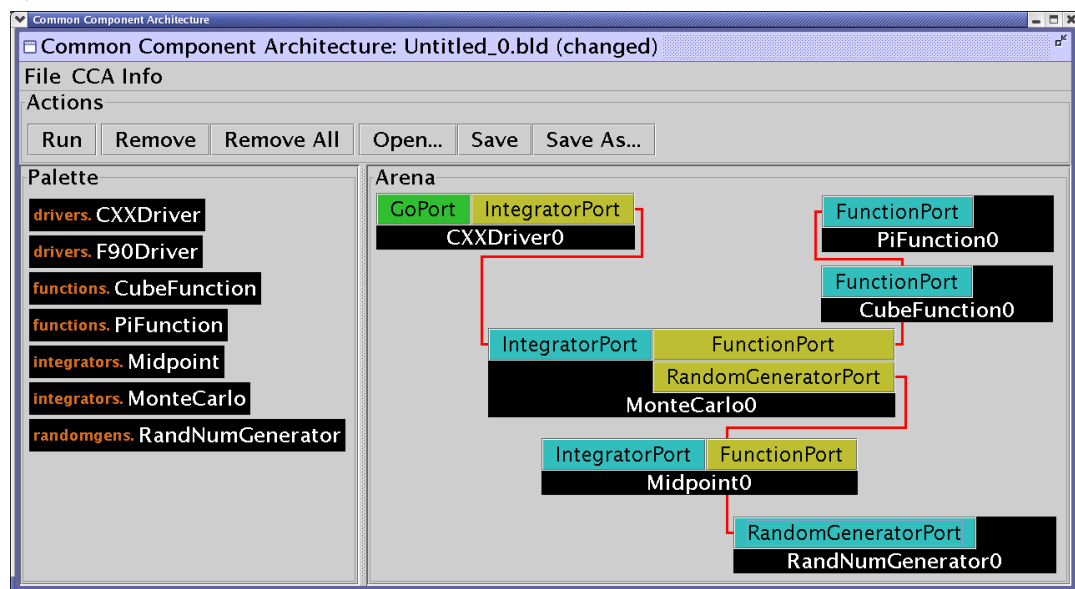 Common Component Architecture
Common Component Architecture: Untitled_0.bld (changed)
File CCA Info
Actions
Run Remove Remove All Open... Save Save As...
Palette
drivers. CXXDriver
drivers. F90Driver
functions. CubeFunction
functions. PiFunction
integrators. Midpoint
integrators. MonteCarlo
randomgens. RandNumGenerator
Arena
GoPort IntegratorPort
CXXDriver0
FunctionPort
PiFunction0
FunctionPort
CubeFunction0
IntegratorPort FunctionPort
RandomGeneratorPort
MonteCarlo0
IntegratorPort FunctionPort
Midpoint0
RandomGeneratorPort
RandNumGenerator0